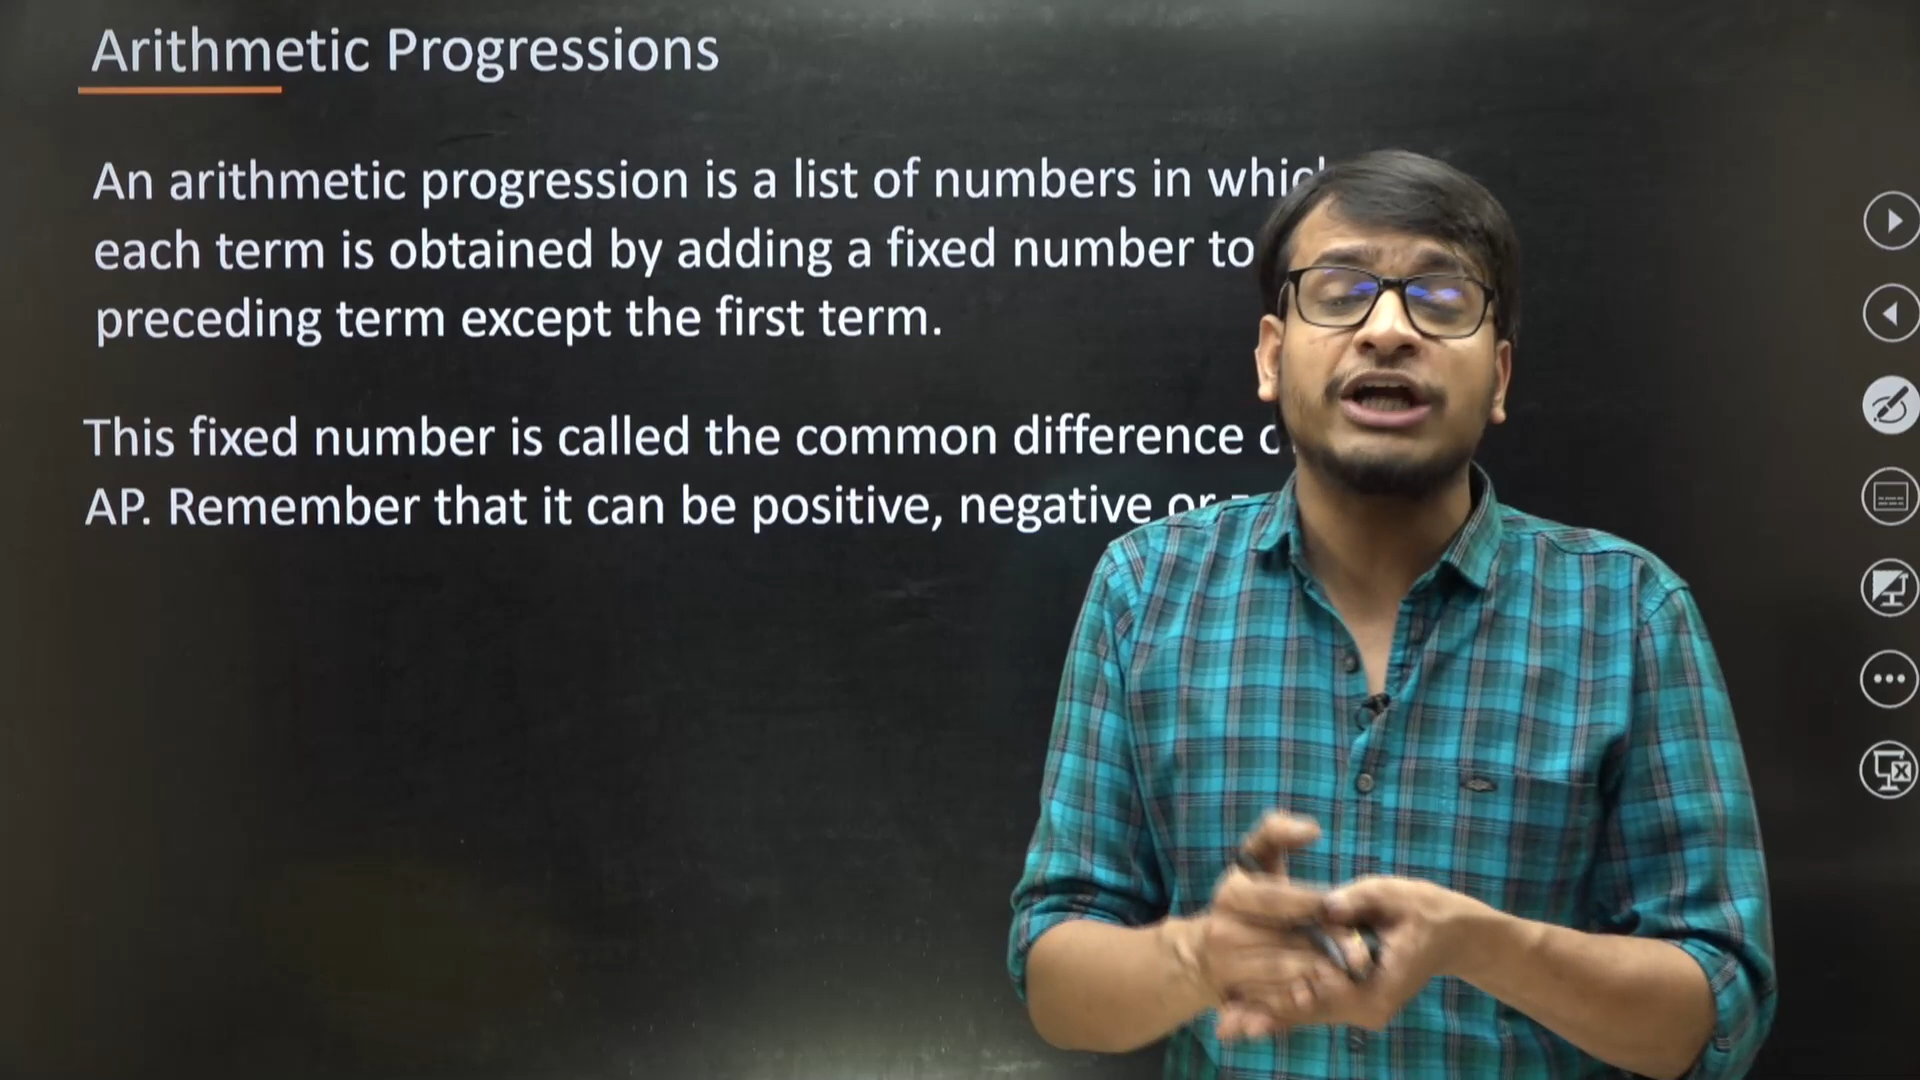 Arithmetic Progressions
An arithmetic progression is a list of numbers in which
each term is obtained by adding a fixed number to
preceding term except the first term.
This fixed number is called the common difference
AP. Remember that it can be positive, negative or